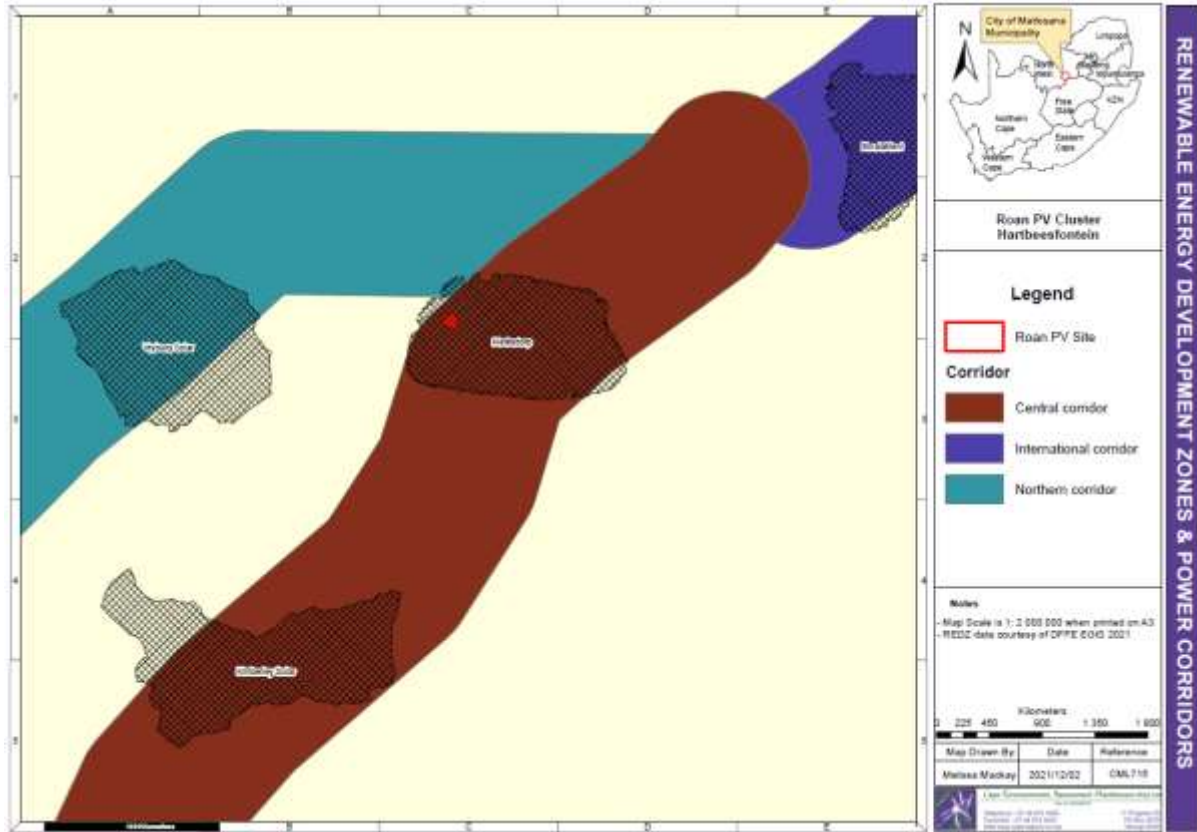 A B C D E
1
2
3
4
5
Klerksdorp
N
City of Matlosana
Municipality
Limpopo
North
West
Mpumalanga
Free
State
KZN
Northern
Cape
Eastern
Cape
Western
Cape
Roan PV Cluster
Hartbeesfontein
Legend
Roan PV Site
Corridor
Central corridor
International corridor
Northern corridor
Notes
- Map Scale is 1: 2 000 000 when printed on A3
- REDZ data courtesy of DFFE EGIS 2021
Kilometers
0 225 450 900 1 350 1 800
Map Drawn By Date Reference
Melissa Mackay 2021/12/02 CML718
RENEWABLE ENERGY DEVELOPMENT ZONES & POWER CORRIDORS